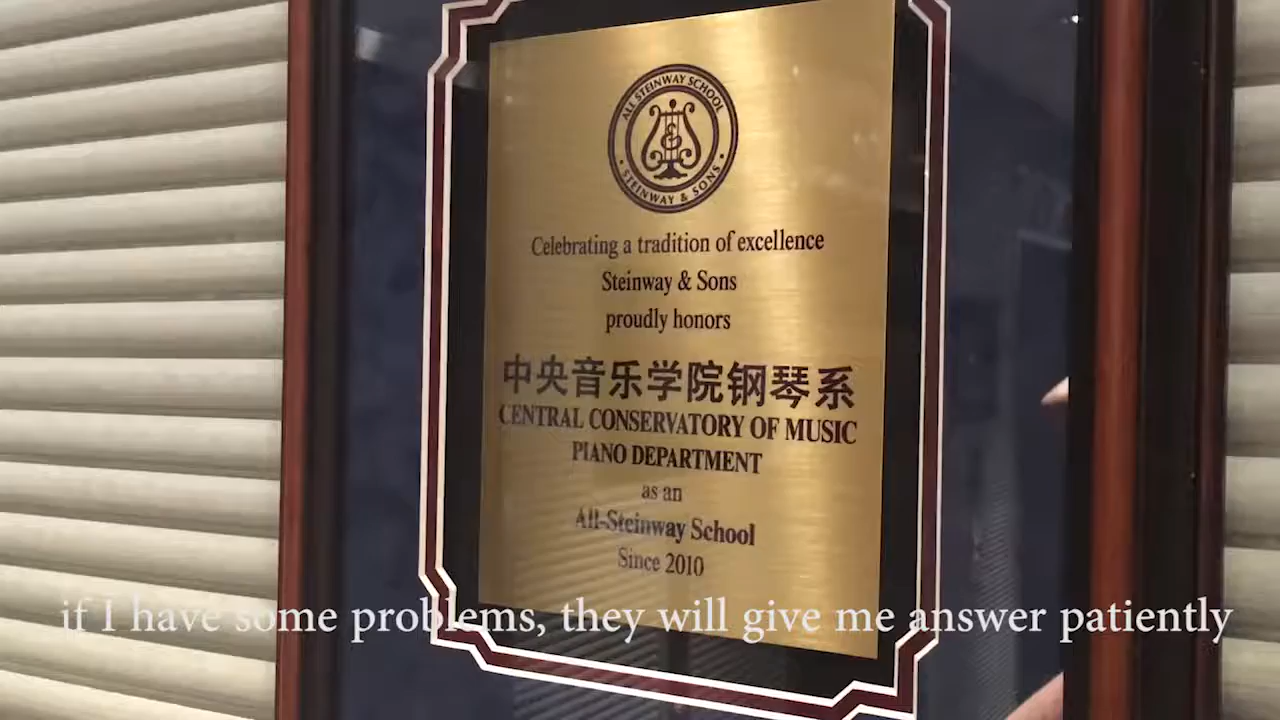 ALL STEINWAY SCHOOL
STEINWAY & SONS
Celebrating a tradition of excellence
Steinway & Sons
proudly honors
中央音乐学院钢琴系
CENTRAL CONSERVATORY OF MUSIC
PIANO DEPARTMENT
as an
All-Steinway School
Since 2010
if I have some problems, they will give me answer patiently